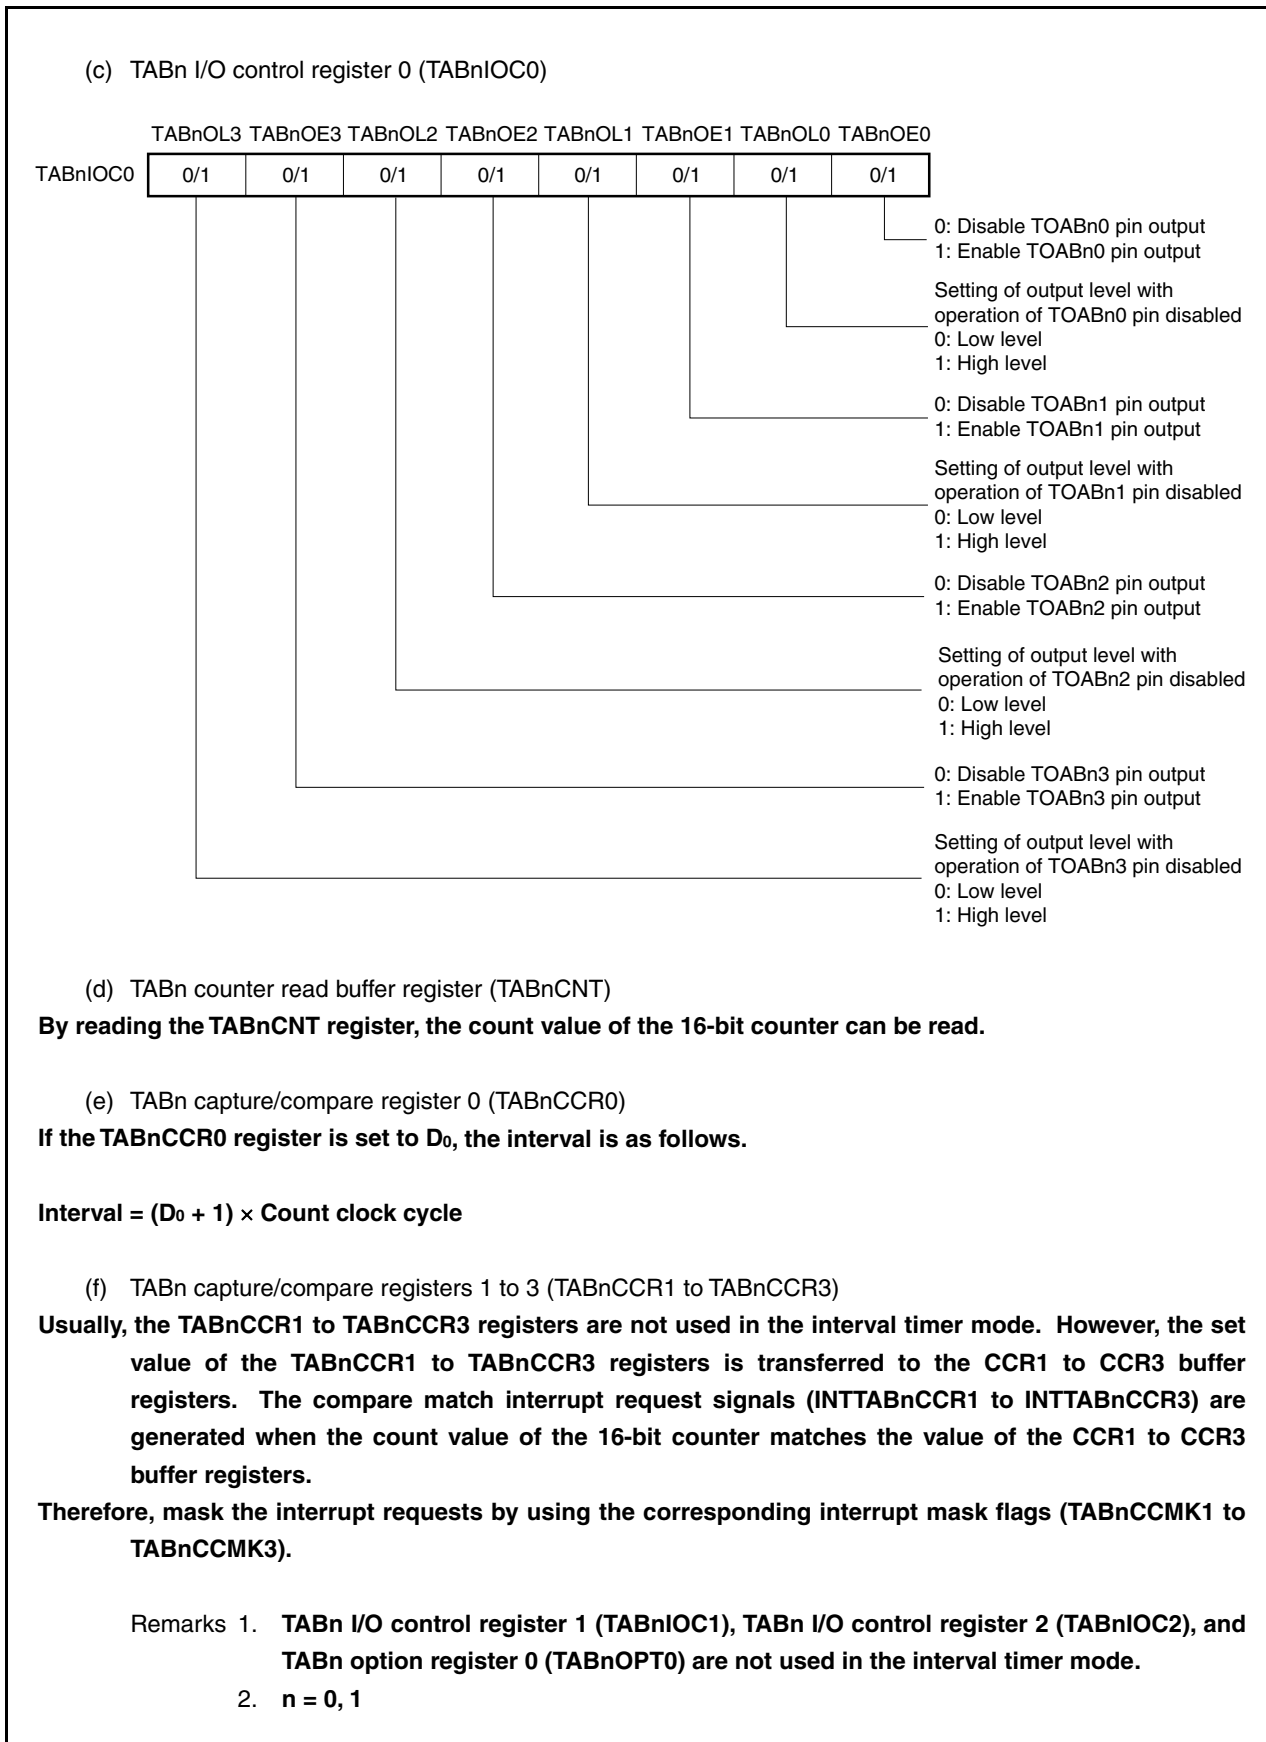 (c) TABn I/O control register 0 (TABnIOC0)
TABnOL3 TABnOE3 TABnOL2 TABnOE2 TABnOL1 TABnOE1 TABnOL0 TABnOE0
TABnIOC0 0/1 0/1 0/1 0/1 0/1 0/1 0/1 0/1
0: Disable TOABn0 pin output
1: Enable TOABn0 pin output
Setting of output level with
operation of TOABn0 pin disabled
0: Low level
1: High level
0: Disable TOABn1 pin output
1: Enable TOABn1 pin output
Setting of output level with
operation of TOABn1 pin disabled
0: Low level
1: High level
0: Disable TOABn2 pin output
1: Enable TOABn2 pin output
Setting of output level with
operation of TOABn2 pin disabled
0: Low level
1: High level
0: Disable TOABn3 pin output
1: Enable TOABn3 pin output
Setting of output level with
operation of TOABn3 pin disabled
0: Low level
1: High level
(d) TABn counter read buffer register (TABnCNT)
By reading the TABnCNT register, the count value of the 16-bit counter can be read.
(e) TABn capture/compare register 0 (TABnCCR0)
If the TABnCCR0 register is set to D0, the interval is as follows.
Interval = (D0 + 1) × Count clock cycle
(f) TABn capture/compare registers 1 to 3 (TABnCCR1 to TABnCCR3)
Usually, the TABnCCR1 to TABnCCR3 registers are not used in the interval timer mode. However, the set
value of the TABnCCR1 to TABnCCR3 registers is transferred to the CCR1 to CCR3 buffer
registers. The compare match interrupt request signals (INTTABnCCR1 to INTTABnCCR3) are
generated when the count value of the 16-bit counter matches the value of the CCR1 to CCR3
buffer registers.
Therefore, mask the interrupt requests by using the corresponding interrupt mask flags (TABnCCMK1 to
TABnCCMK3).
Remarks 1. TABn I/O control register 1 (TABnIOC1), TABn I/O control register 2 (TABnIOC2), and
TABn option register 0 (TABnOPT0) are not used in the interval timer mode.
2. n = 0, 1